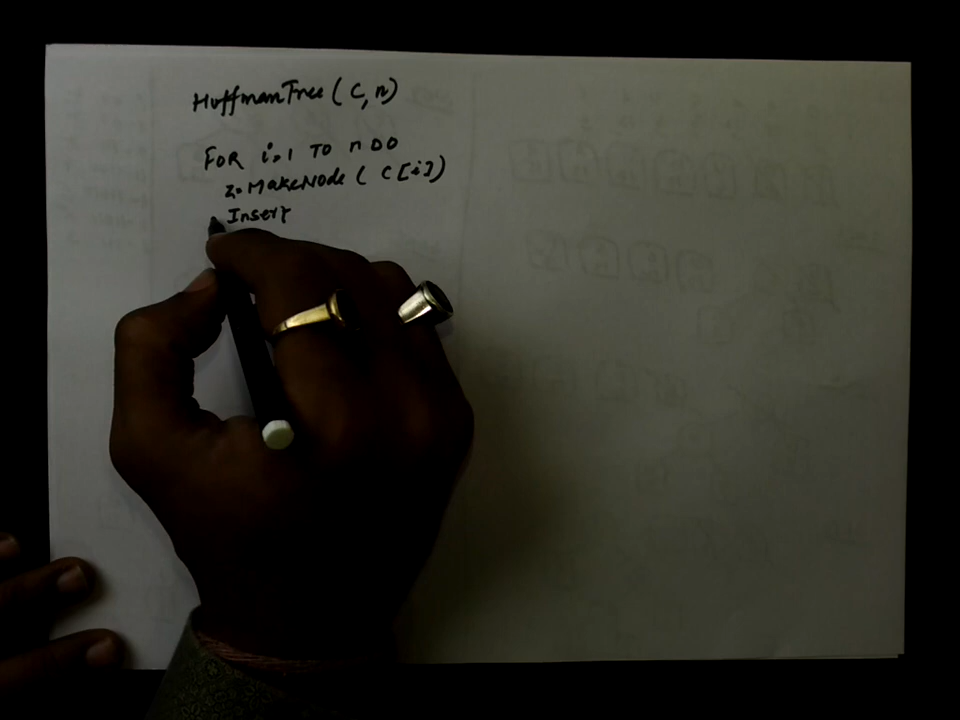 HuffmanTree (C, n)
FOR i=1 TO n DO
z= MakeNode ( C[i])
Insert